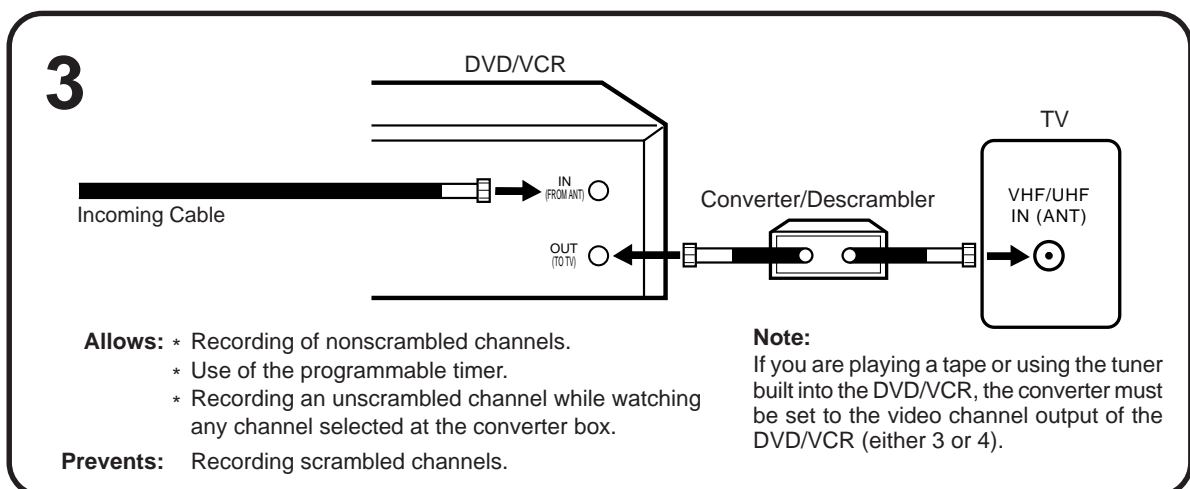 3
DVD/VCR
TV
IN
(FROM ANT)
Incoming Cable
Converter/Descrambler
VHF/UHF
IN (ANT)
OUT
(TO TV)
Allows: * Recording of nonscrambled channels.
* Use of the programmable timer.
* Recording an unscrambled channel while watching
any channel selected at the converter box.
Prevents: Recording scrambled channels.
Note:
If you are playing a tape or using the tuner
built into the DVD/VCR, the converter must
be set to the video channel output of the
DVD/VCR (either 3 or 4).